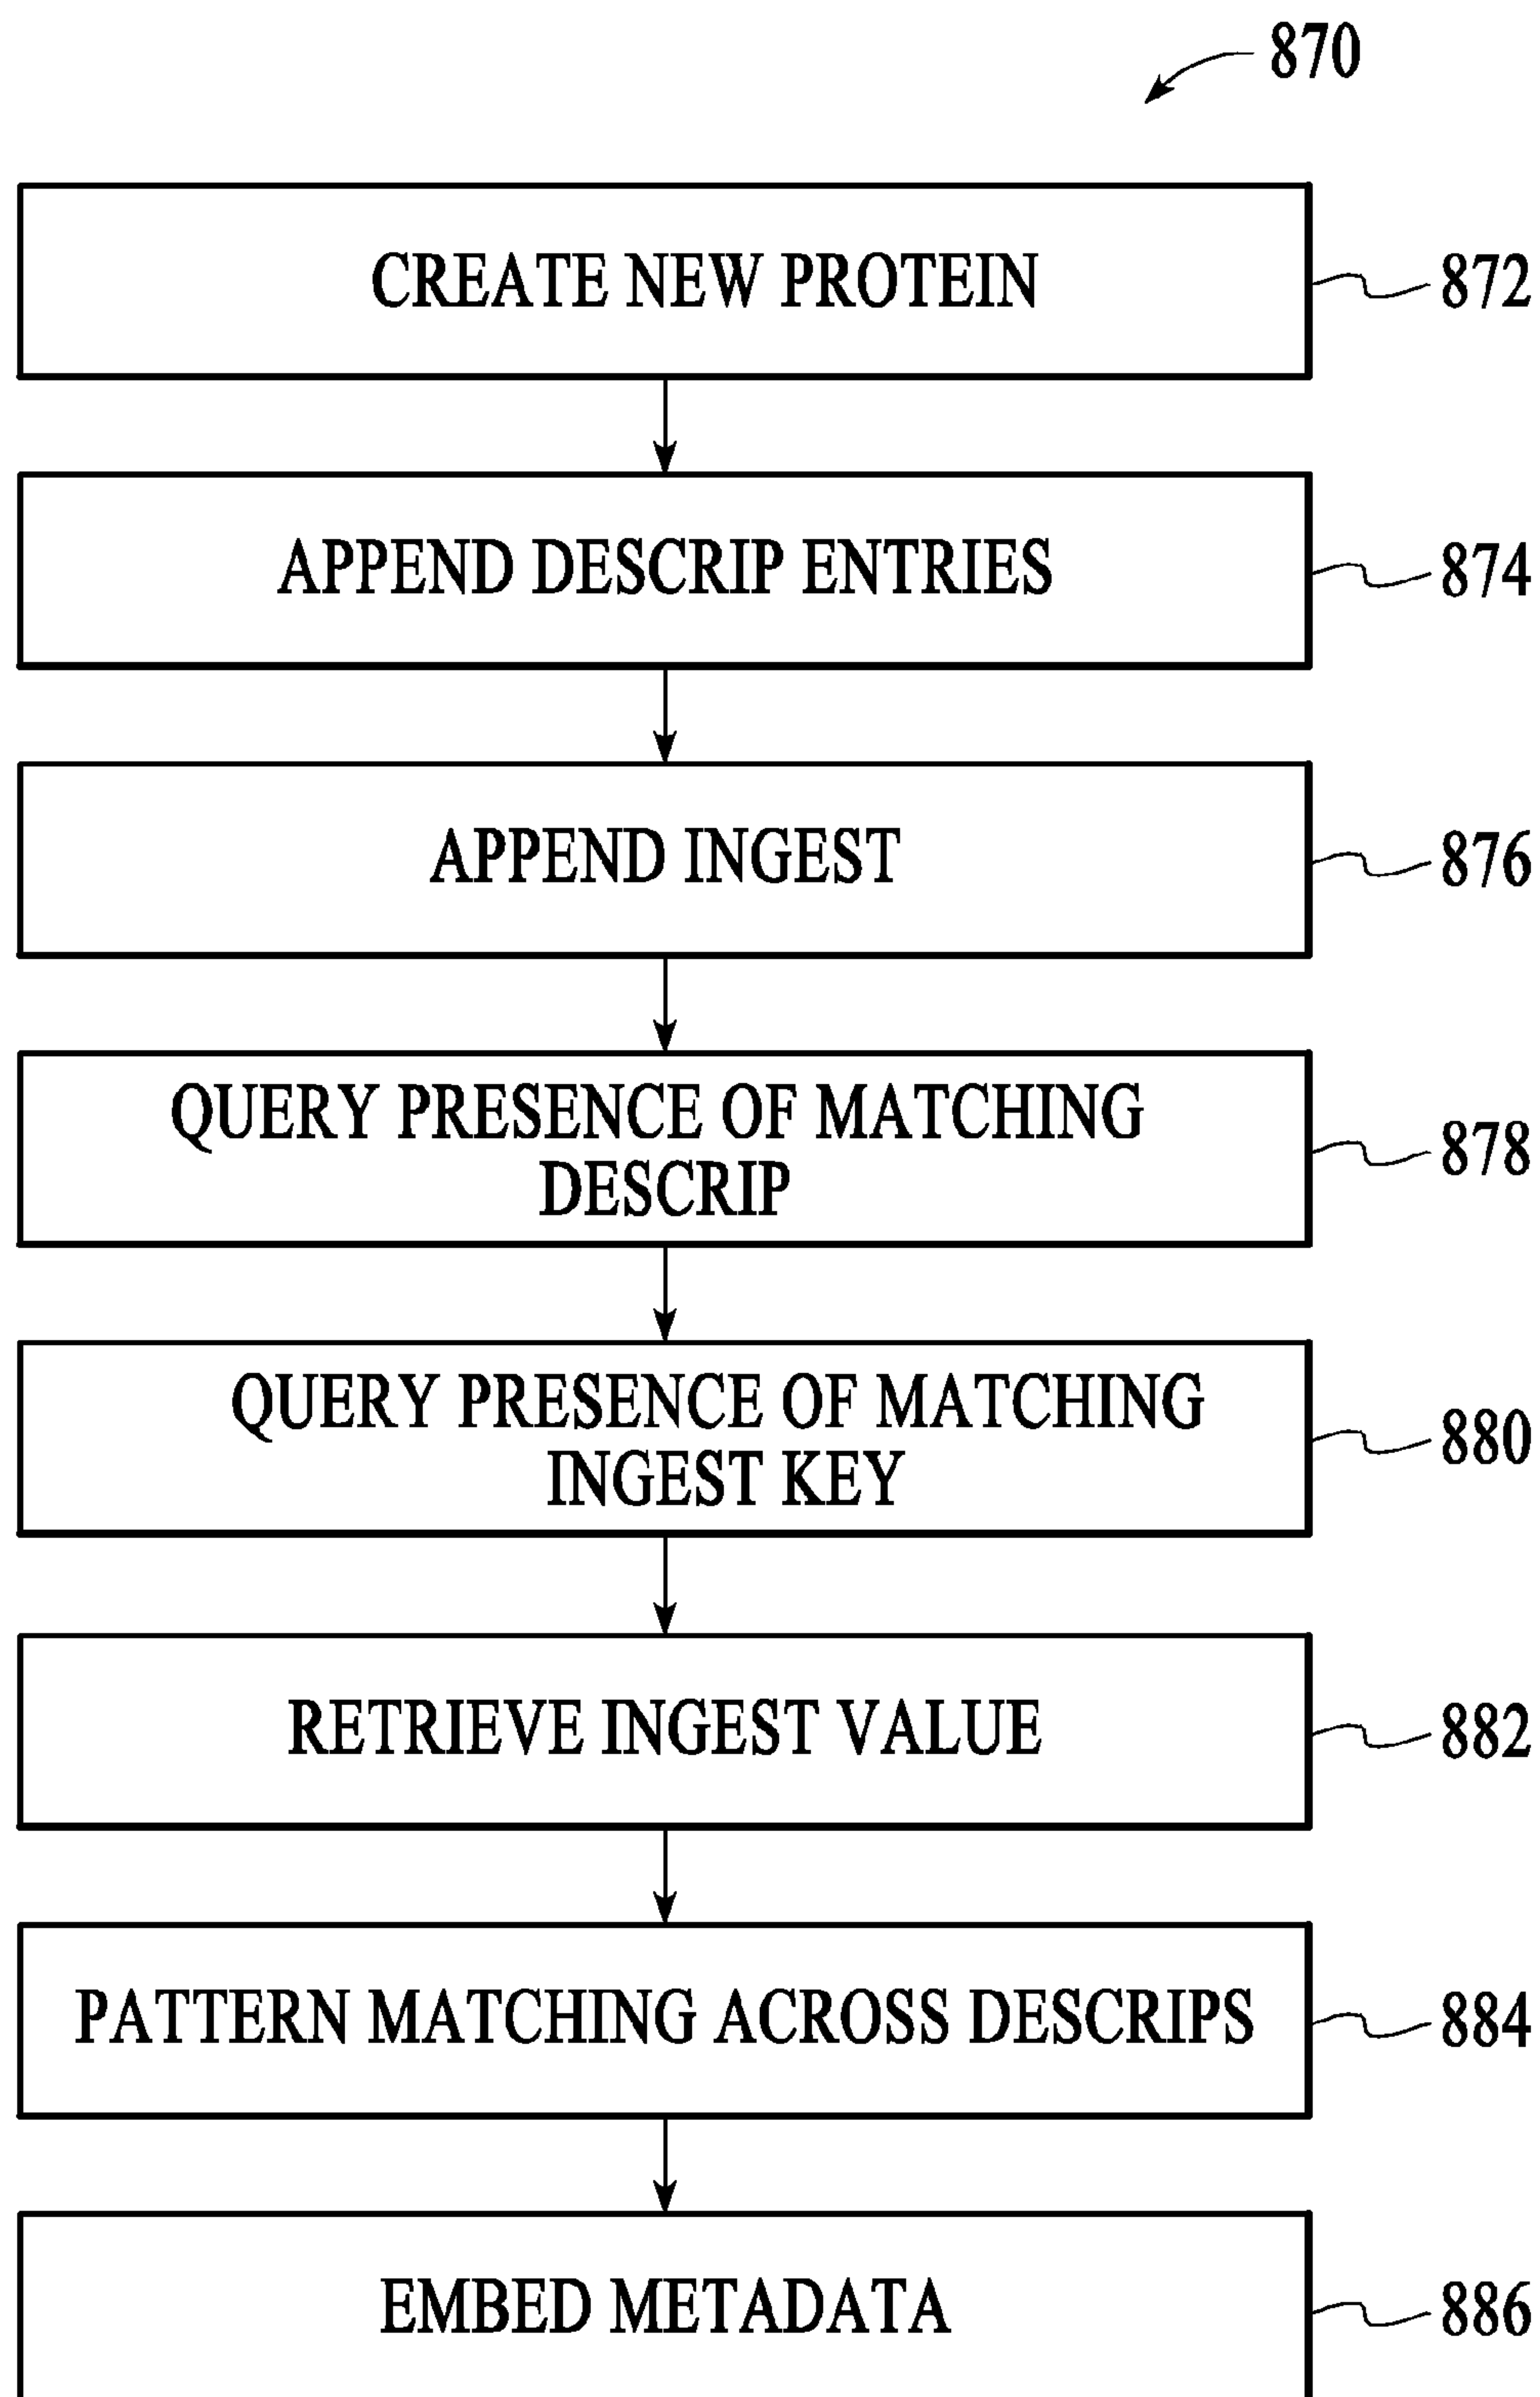 870
CREATE NEW PROTEIN
872
APPEND DESCRIP ENTRIES
874
APPEND INGEST
876
QUERY PRESENCE OF MATCHING
DESCRIP
878
QUERY PRESENCE OF MATCHING
INGEST KEY
880
RETRIEVE INGEST VALUE
882
PATTERN MATCHING ACROSS DESCRIPS
884
EMBED METADATA
886